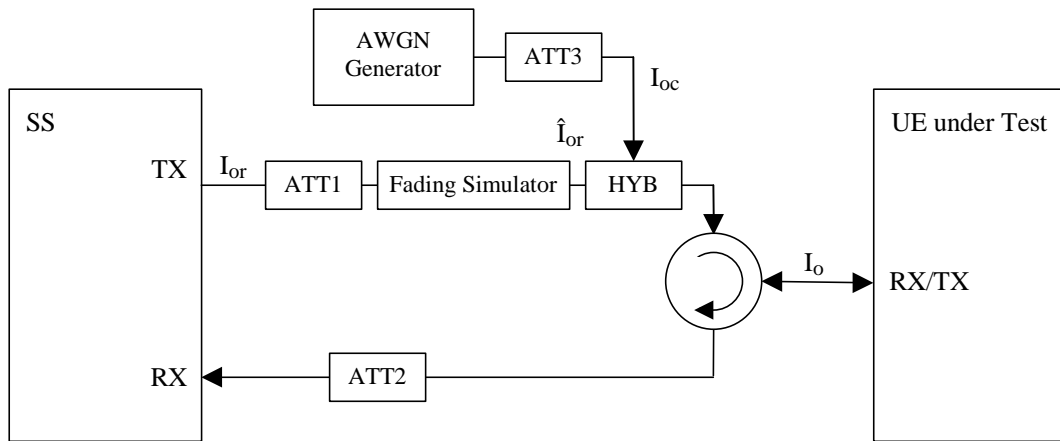 AWGN
Generator
ATT3
I_oc
SS
UE under Test
Î_or
TX
I_or
ATT1
Fading Simulator
HYB
I_o
RX/TX
RX
ATT2